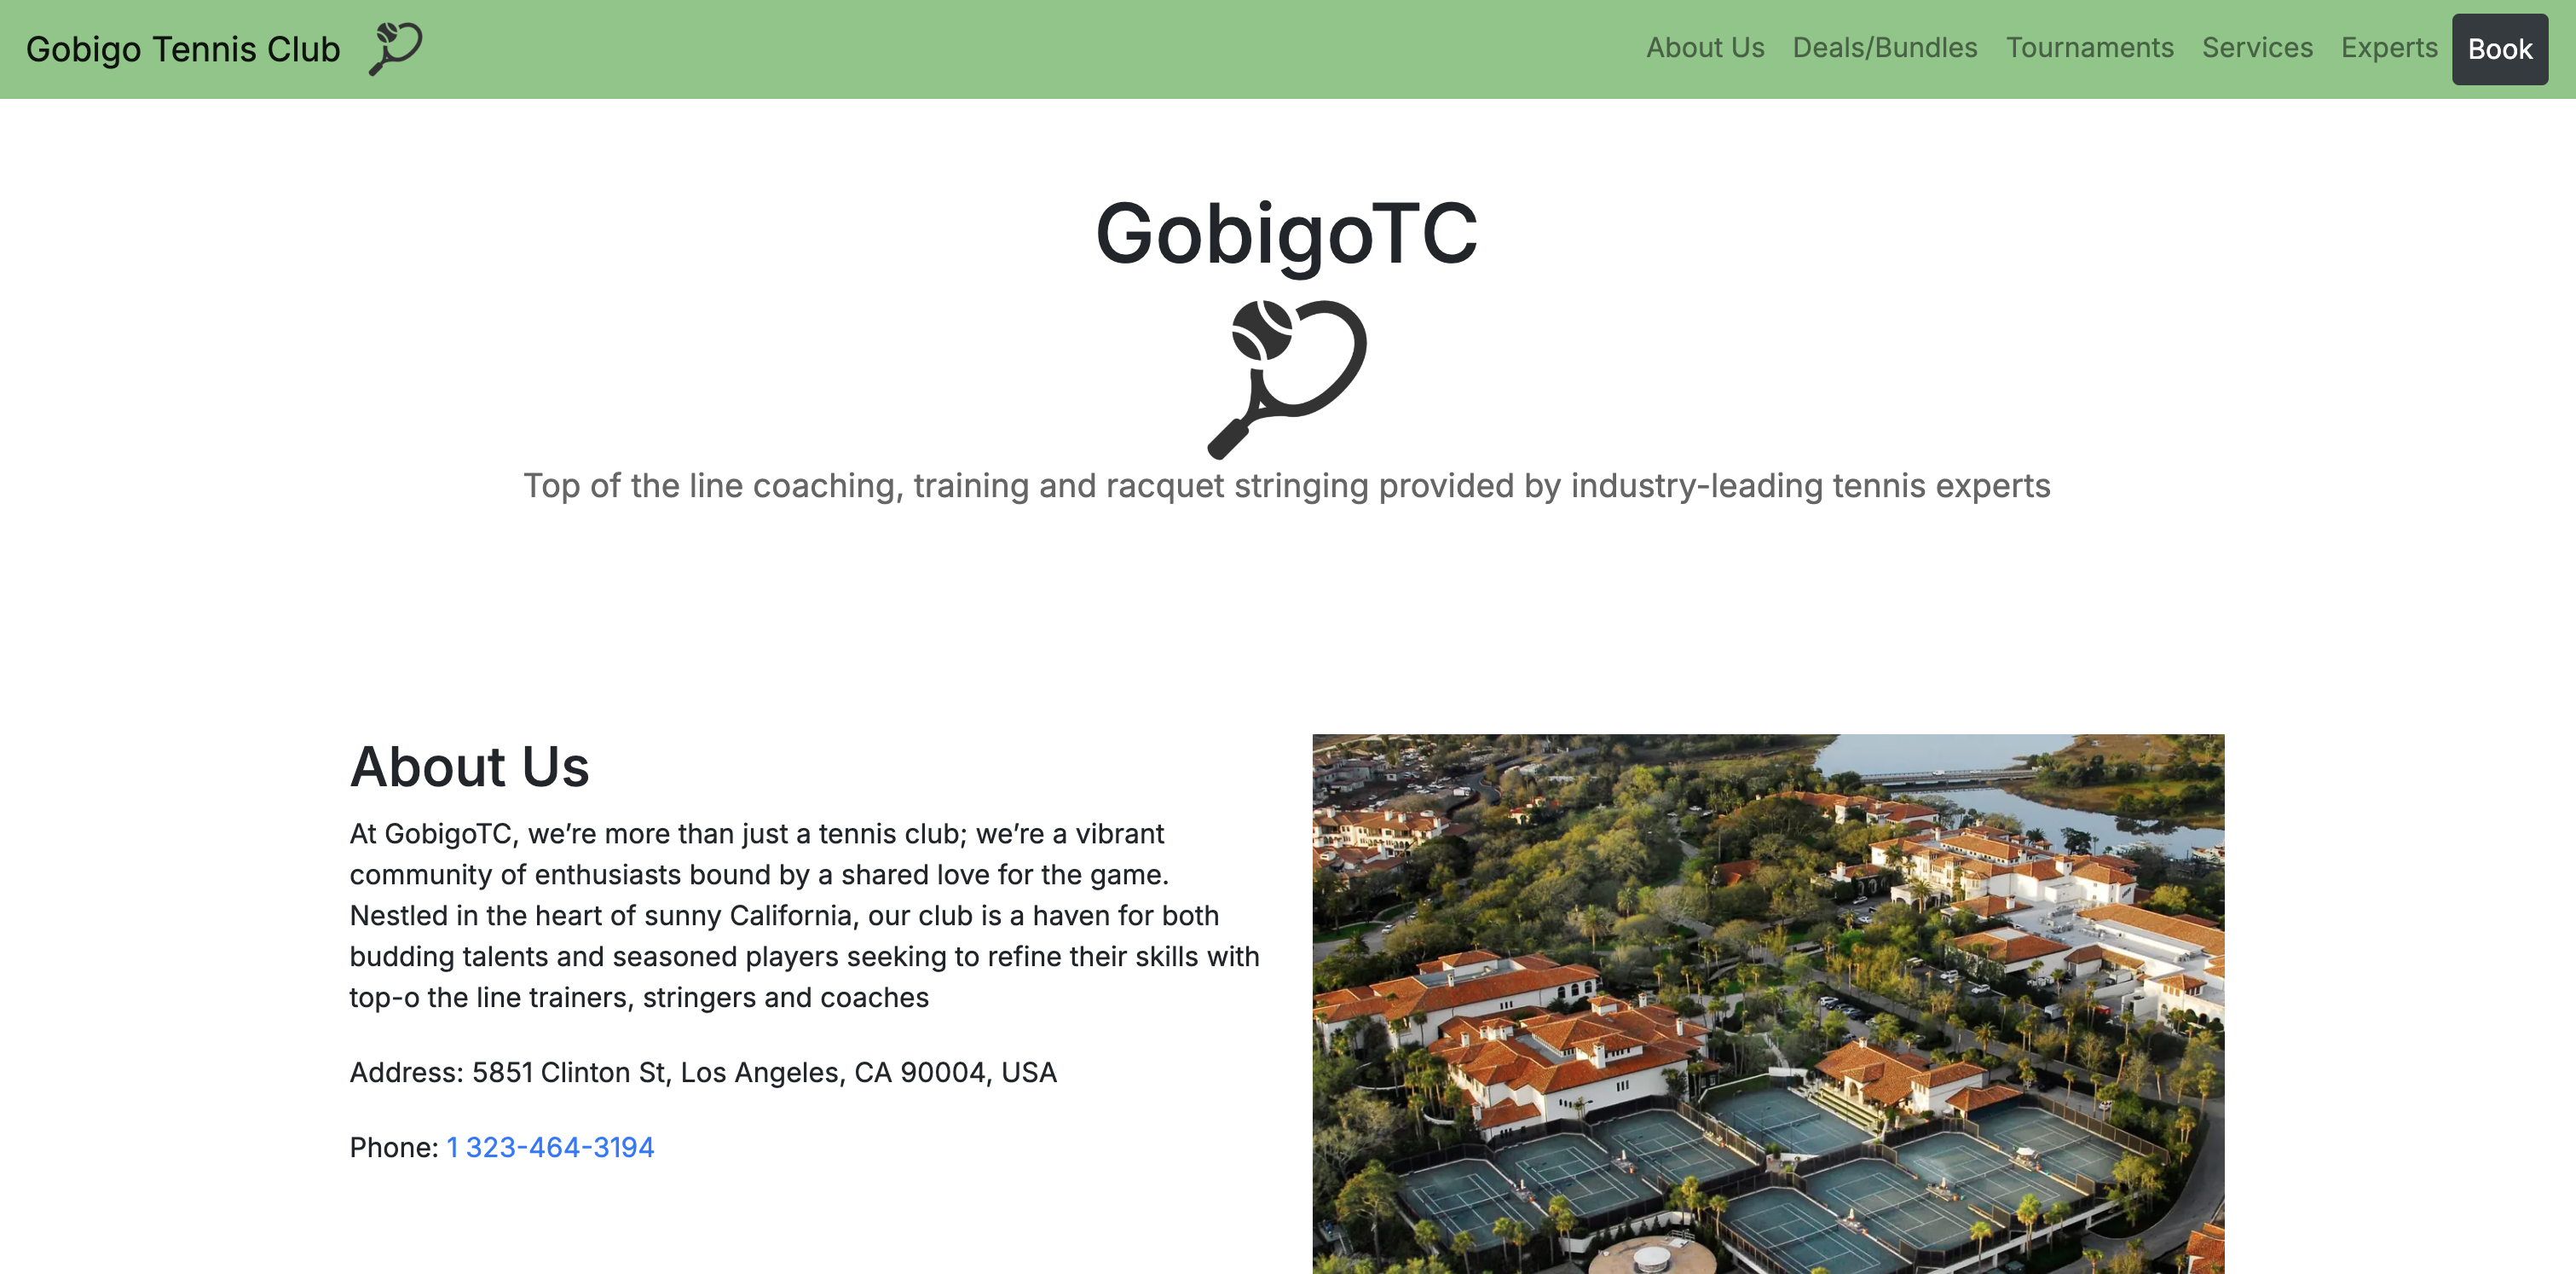 Gobigo Tennis Club
About Us
Deals/Bundles
Tournaments
Services
Experts
Book
GobigoTC
Top of the line coaching, training and racquet stringing provided by industry-leading tennis experts
About Us
At GobigoTC, we’re more than just a tennis club; we’re a vibrant
community of enthusiasts bound by a shared love for the game.
Nestled in the heart of sunny California, our club is a haven for both
budding talents and seasoned players seeking to refine their skills with
top-o the line trainers, stringers and coaches
Address: 5851 Clinton St, Los Angeles, CA 90004, USA
Phone: 1 323-464-3194